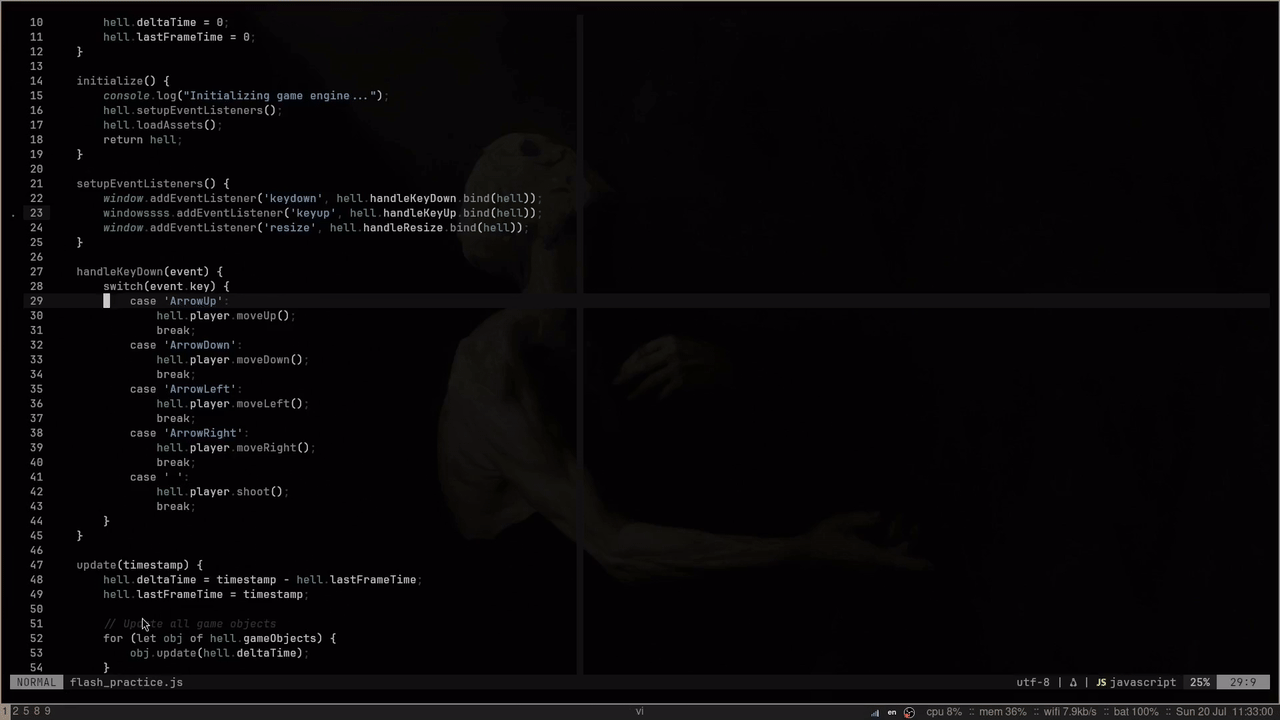 10 hell.deltaTime = 0;
11 hell.lastFrameTime = 0;
12 }
13
14 initialize() {
15 console.log("Initializing game engine...");
16 hell.setupEventListeners();
17 hell.loadAssets();
18 return hell;
19 }
20
21 setupEventListeners() {
22 window.addEventListener('keydown', hell.handleKeyDown.bind(hell));
23 windowssss.addEventListener('keyup', hell.handleKeyUp.bind(hell));
24 window.addEventListener('resize', hell.handleResize.bind(hell));
25 }
26
27 handleKeyDown(event) {
28 switch(event.key) {
29 case 'ArrowUp':
30 hell.player.moveUp();
31 break;
32 case 'ArrowDown':
33 hell.player.moveDown();
34 break;
35 case 'ArrowLeft':
36 hell.player.moveLeft();
37 break;
38 case 'ArrowRight':
39 hell.player.moveRight();
40 break;
41 case ' ':
42 hell.player.shoot();
43 break;
44 }
45 }
46
47 update(timestamp) {
48 hell.deltaTime = timestamp - hell.lastFrameTime;
49 hell.lastFrameTime = timestamp;
50
51 // Update all game objects
52 for (let obj of hell.gameObjects) {
53 obj.update(hell.deltaTime);
54 }
NORMAL flash_practice.js utf-8 | | JS javascript 25% 29:9
1 2 5 8 9 vi en cpu 8% :: mem 36% :: wifi 7.9kb/s :: bat 100% :: Sun 20 Jul 11:33:00